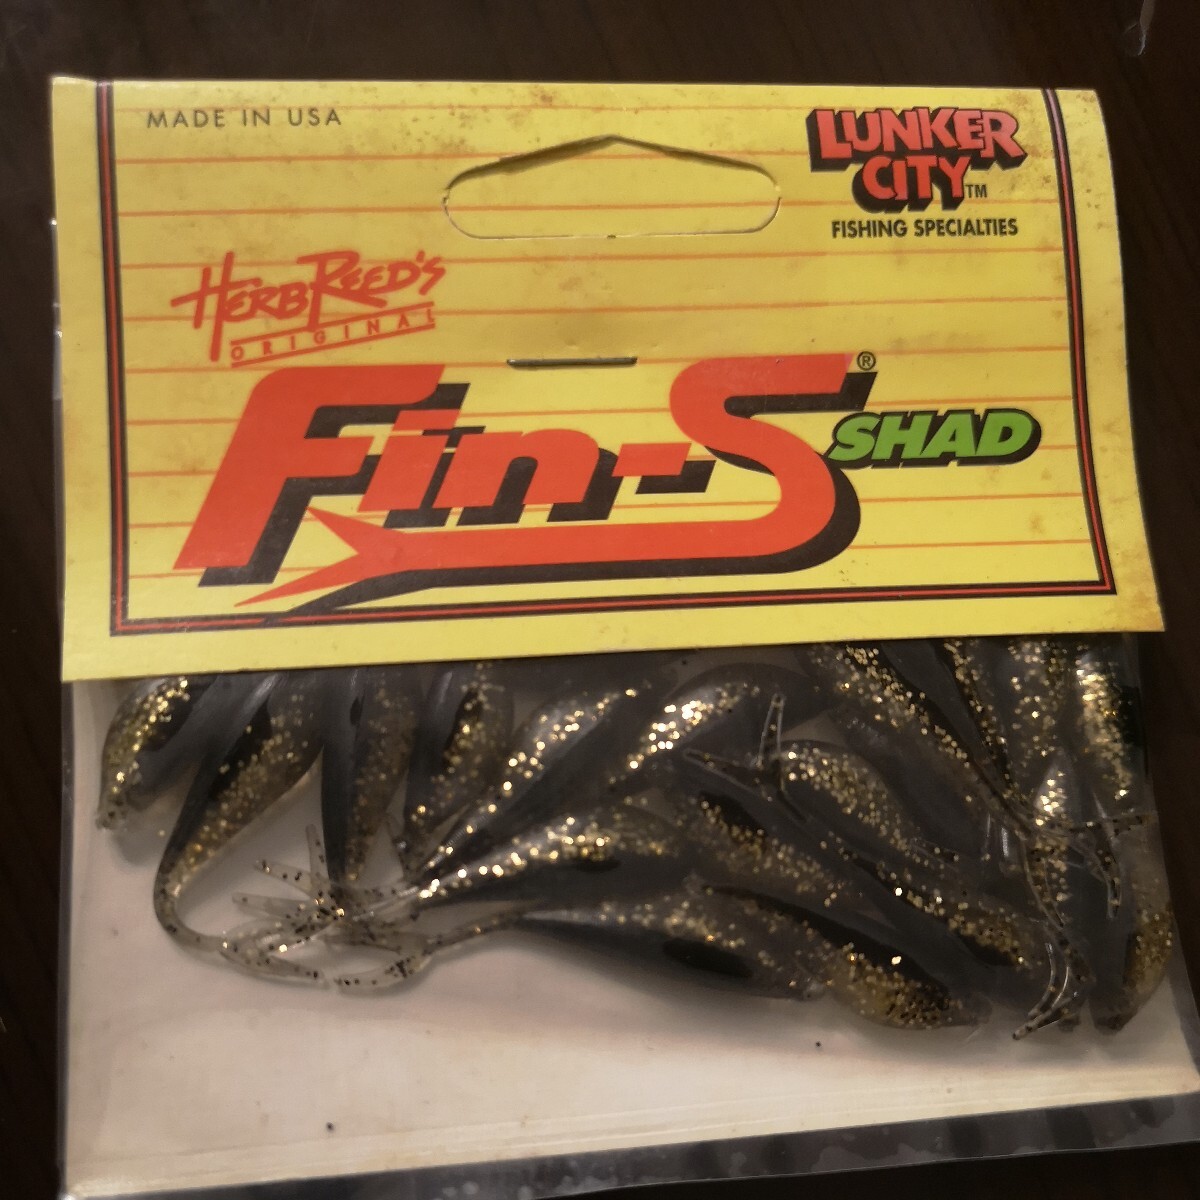 MADE IN USA
LUNKER
CITY™
FISHING SPECIALTIES
HERB REED'S
ORIGINAL
Fin-S® SHAD